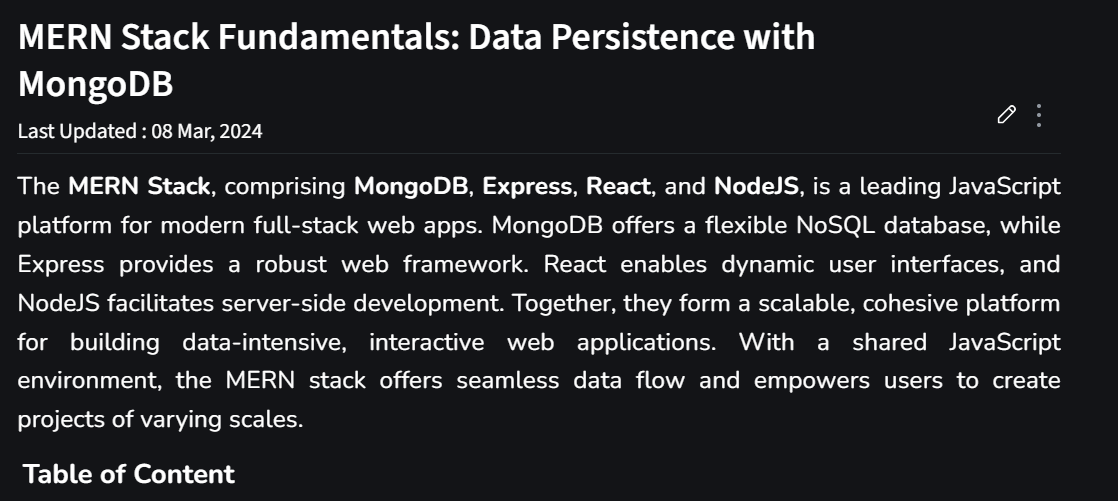 MERN Stack Fundamentals: Data Persistence with
MongoDB
Last Updated : 08 Mar, 2024
The MERN Stack, comprising MongoDB, Express, React, and NodeJS, is a leading JavaScript
platform for modern full-stack web apps. MongoDB offers a flexible NoSQL database, while
Express provides a robust web framework. React enables dynamic user interfaces, and
NodeJS facilitates server-side development. Together, they form a scalable, cohesive platform
for building data-intensive, interactive web applications. With a shared JavaScript
environment, the MERN stack offers seamless data flow and empowers users to create
projects of varying scales.
Table of Content